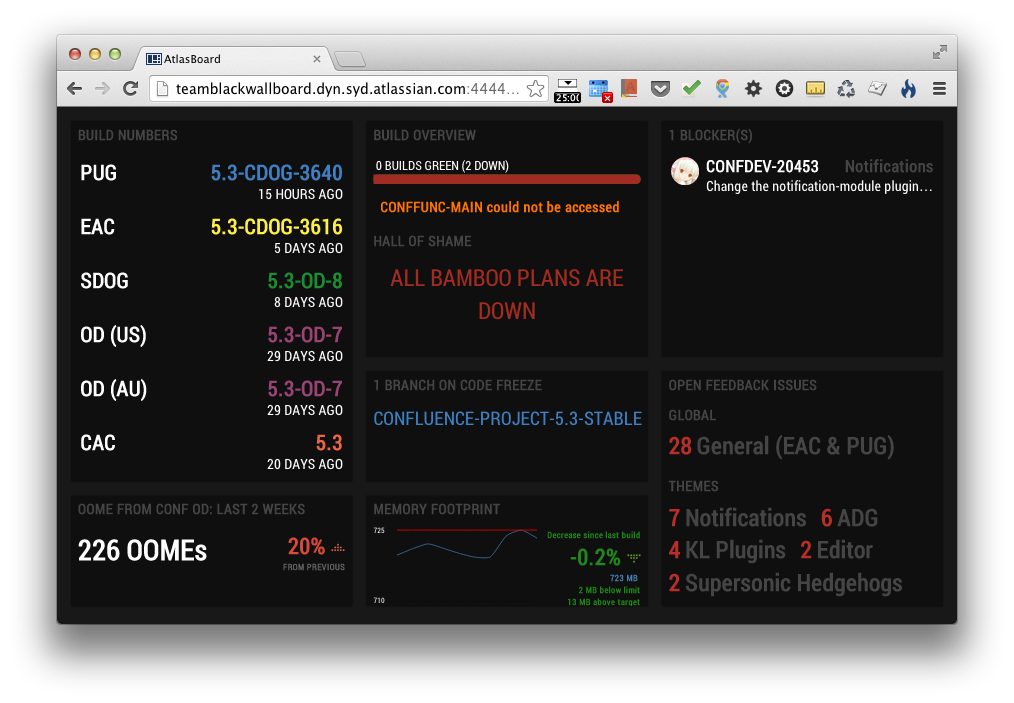 AtlasBoard
teamblackwallboard.dyn.syd.atlassian.com:4444...
25:00
BUILD NUMBERS
PUG 5.3-CDOG-3640
15 HOURS AGO
EAC 5.3-CDOG-3616
5 DAYS AGO
SDOG 5.3-OD-8
8 DAYS AGO
OD (US) 5.3-OD-7
29 DAYS AGO
OD (AU) 5.3-OD-7
29 DAYS AGO
CAC 5.3
20 DAYS AGO
OOME FROM CONF OD: LAST 2 WEEKS
226 OOMEs 20%
FROM PREVIOUS
BUILD OVERVIEW
0 BUILDS GREEN (2 DOWN)
CONFFUNC-MAIN could not be accessed
HALL OF SHAME
ALL BAMBOO PLANS ARE
DOWN
1 BRANCH ON CODE FREEZE
CONFLUENCE-PROJECT-5.3-STABLE
MEMORY FOOTPRINT
725
710
Decrease since last build
-0.2%
723 MB
2 MB below limit
13 MB above target
1 BLOCKER(S)
CONFDEV-20453 Notifications
Change the notification-module plugin...
OPEN FEEDBACK ISSUES
GLOBAL
28 General (EAC & PUG)
THEMES
7 Notifications 6 ADG
4 KL Plugins 2 Editor
2 Supersonic Hedgehogs